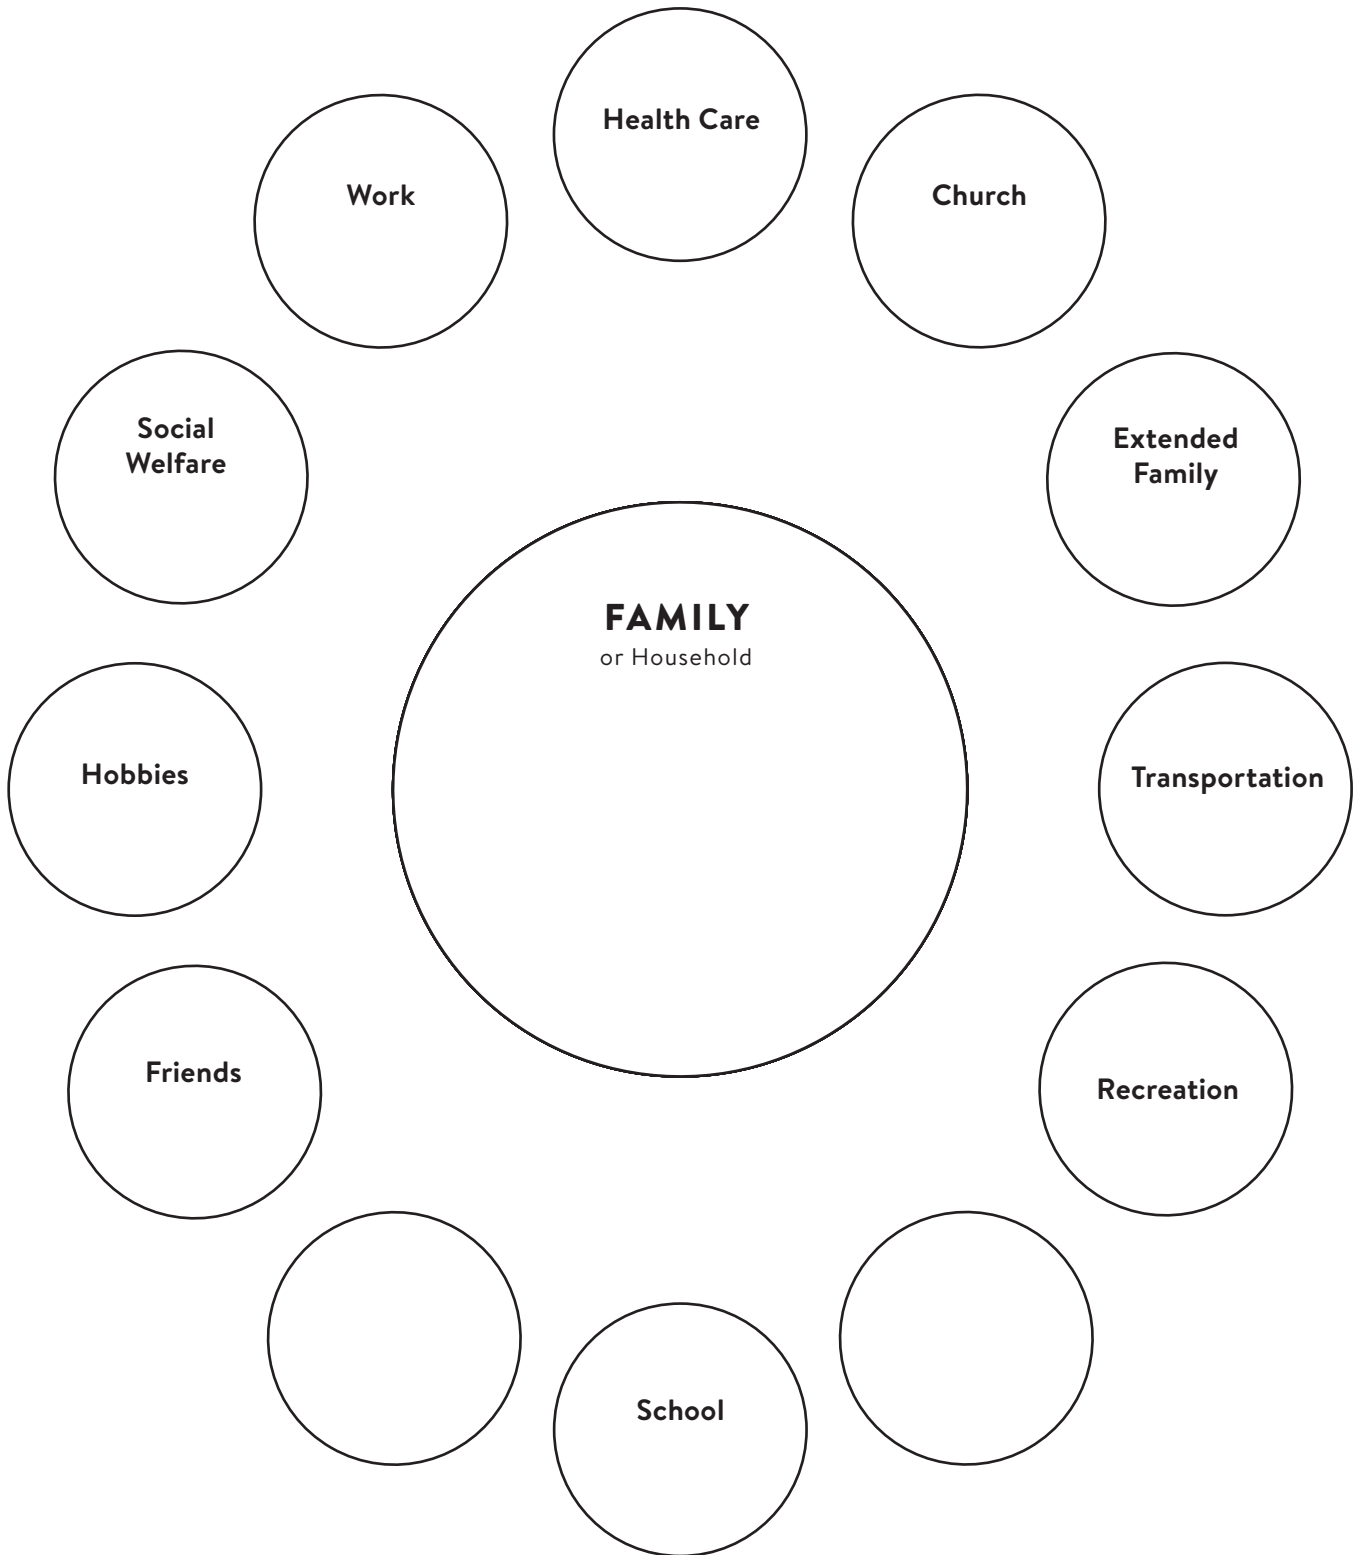 Health Care
Work
Church
Social
Welfare
Extended
Family
FAMILY
or Household
Hobbies
Transportation
Friends
Recreation
School